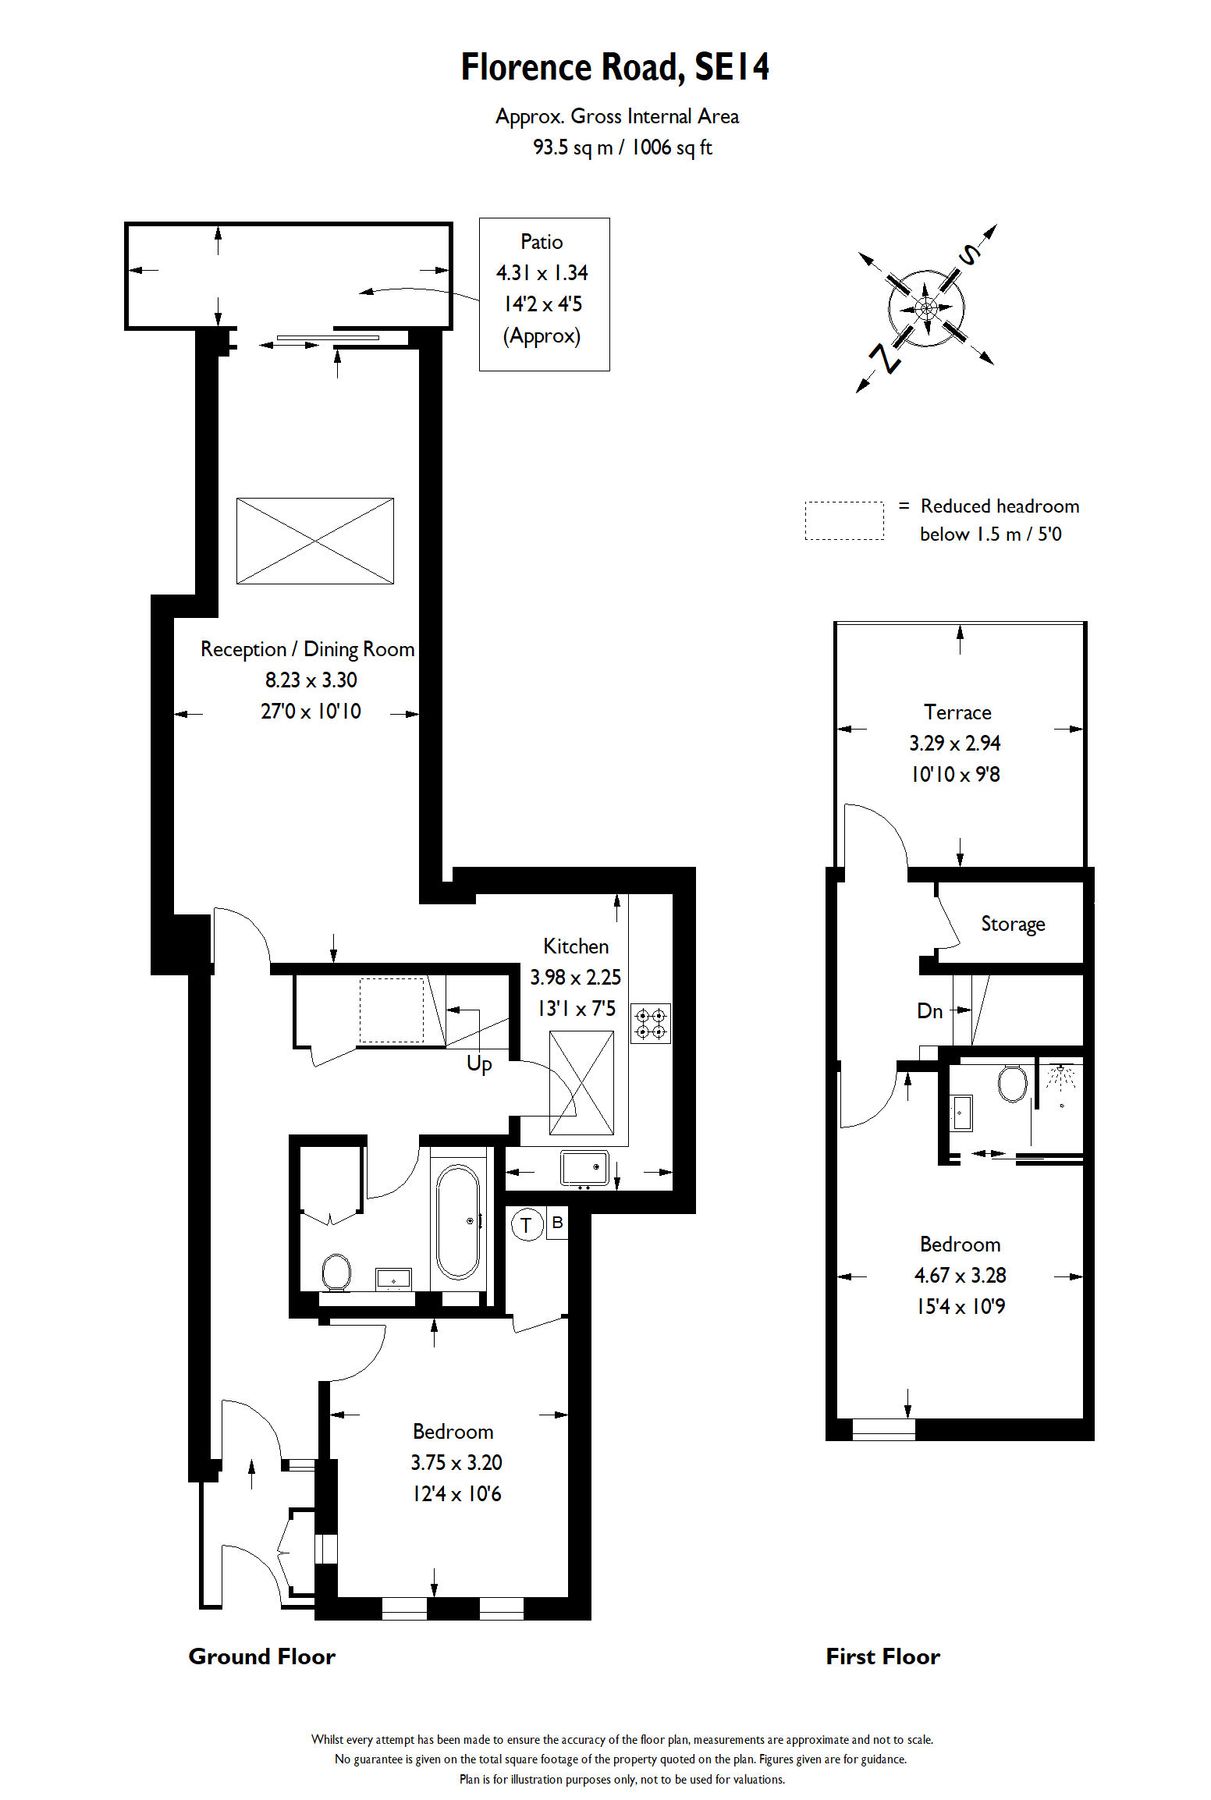 Florence Road, SE14
Approx. Gross Internal Area
93.5 sq m / 1006 sq ft
Patio
4.31 x 1.34
14'2 x 4'5
(Approx)
S
N
= Reduced headroom
below 1.5 m / 5'0
Reception / Dining Room
8.23 x 3.30
27'0 x 10'10
Terrace
3.29 x 2.94
10'10 x 9'8
Storage
Kitchen
3.98 x 2.25
13'1 x 7'5
Dn
Up
T
B
Bedroom
4.67 x 3.28
15'4 x 10'9
Bedroom
3.75 x 3.20
12'4 x 10'6
Ground Floor
First Floor
Whilst every attempt has been made to ensure the accuracy of the floor plan, measurements are approximate and not to scale.
No guarantee is given on the total square footage of the property quoted on the plan. Figures given are for guidance.
Plan is for illustration purposes only, not to be used for valuations.